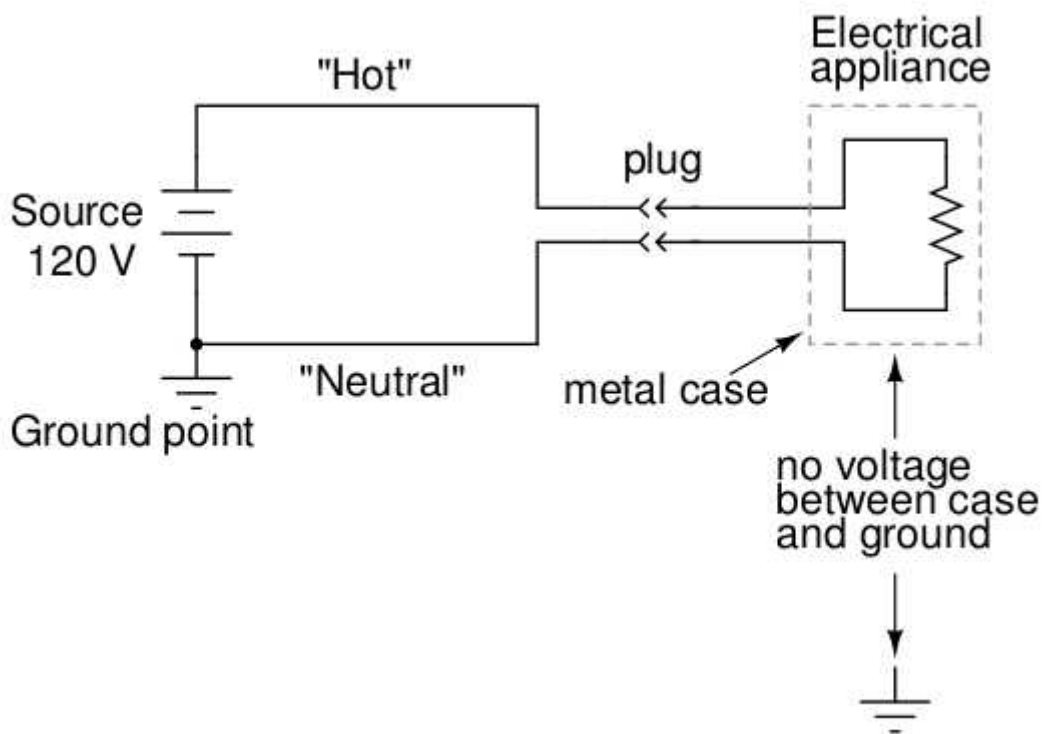 Electrical
appliance
"Hot"
plug
Source
120 V
"Neutral"
metal case
Ground point
no voltage
between case
and ground